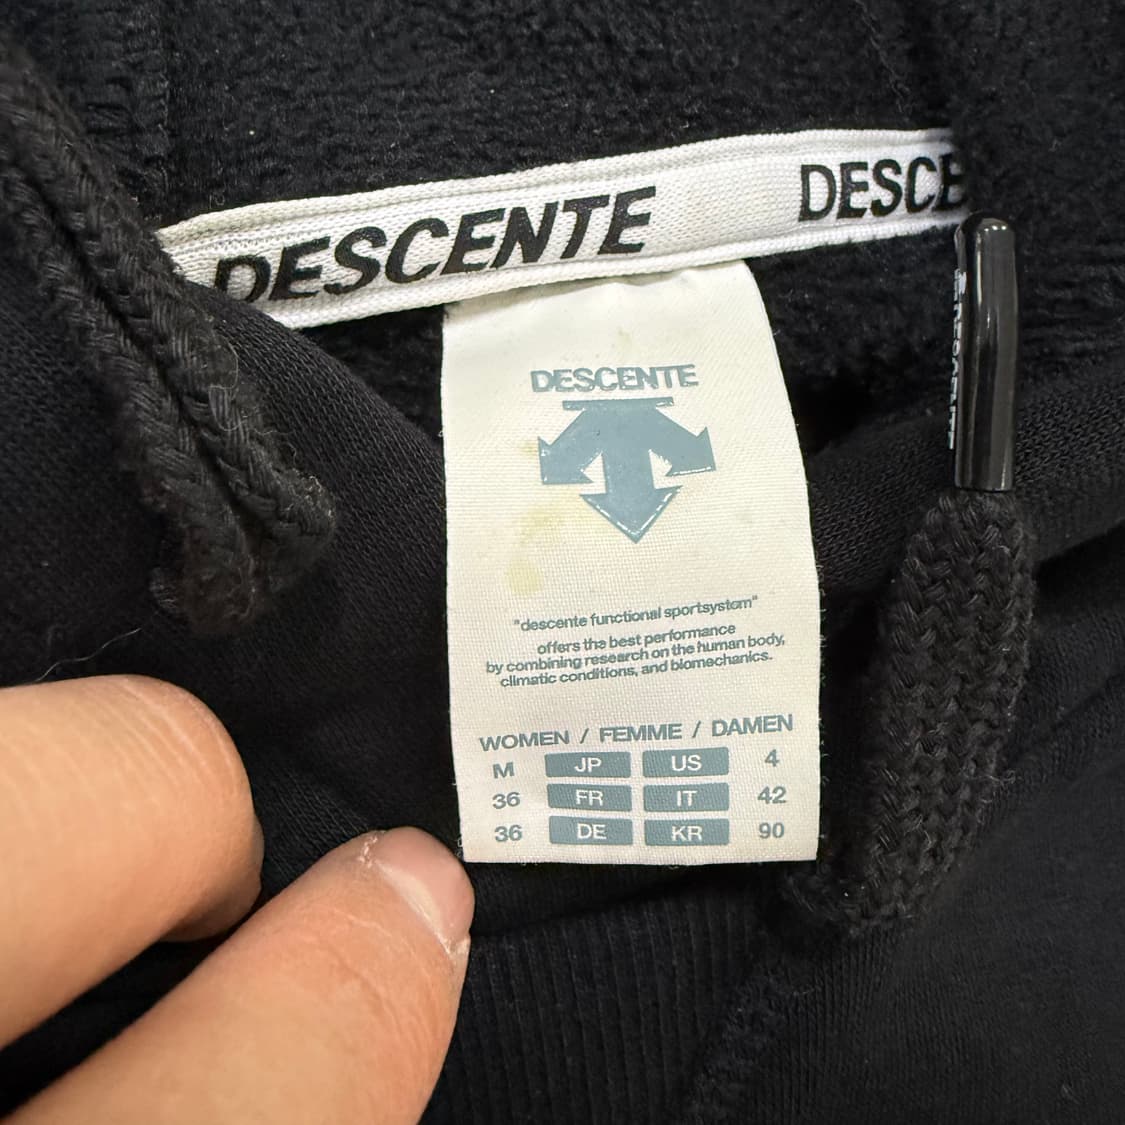 DESCENTE DESCE
DESCENTE
"descente functional sportsystem"
offers the best performance
by combining research on the human body,
climatic conditions, and biomechanics.
WOMEN / FEMME / DAMEN
M JP US 4
36 FR IT 42
36 DE KR 90